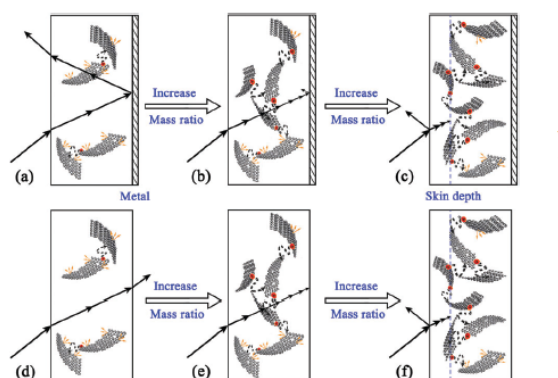 Increase
Mass ratio
Increase
Mass ratio
(a)
(b)
(c)
Metal
Skin depth
Increase
Mass ratio
Increase
Mass ratio
(d)
(e)
(f)